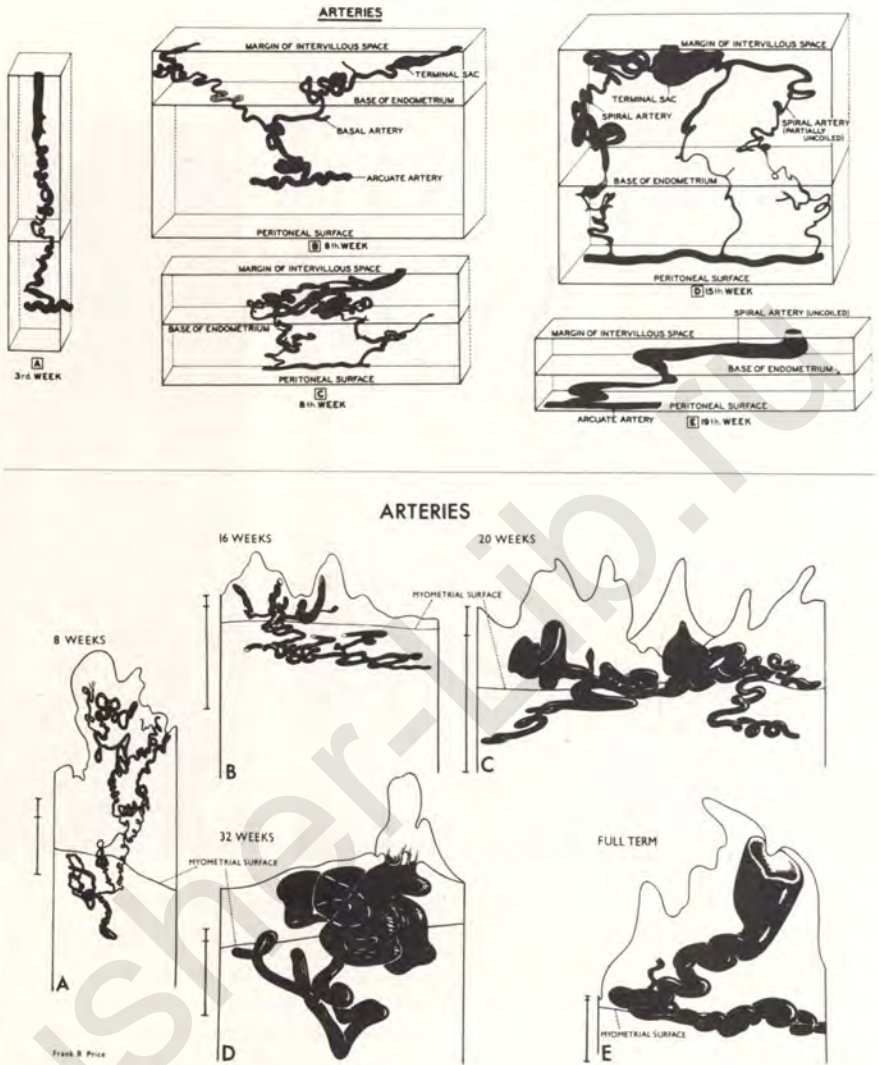 ARTERIES
MARGIN OF INTERVILLOUS SPACE
TERMINAL SAC
BASE OF ENDOMETRIUM
BASAL ARTERY
ARCUATE ARTERY
PERITONEAL SURFACE
B 8th WEEK
A
3rd. WEEK
MARGIN OF INTERVILLOUS SPACE
BASE OF ENDOMETRIUM
PERITONEAL SURFACE
C
8th WEEK
MARGIN OF INTERVILLOUS SPACE
TERMINAL SAC
SPIRAL ARTERY
SPIRAL ARTERY
(PARTIALLY
UNCOILED)
BASE OF ENDOMETRIUM
PERITONEAL SURFACE
D 15th WEEK
SPIRAL ARTERY (UNCOILED)
MARGIN OF INTERVILLOUS SPACE
BASE OF ENDOMETRIUM
PERITONEAL SURFACE
ARCUATE ARTERY
E 19th. WEEK
ARTERIES
16 WEEKS
20 WEEKS
MYOMETRIAL SURFACE
8 WEEKS
B
C
32 WEEKS
FULL TERM
MYOMETRIAL SURFACE
A
D
MYOMETRIAL SURFACE
E
Frank B Price
usher-Lib.ru